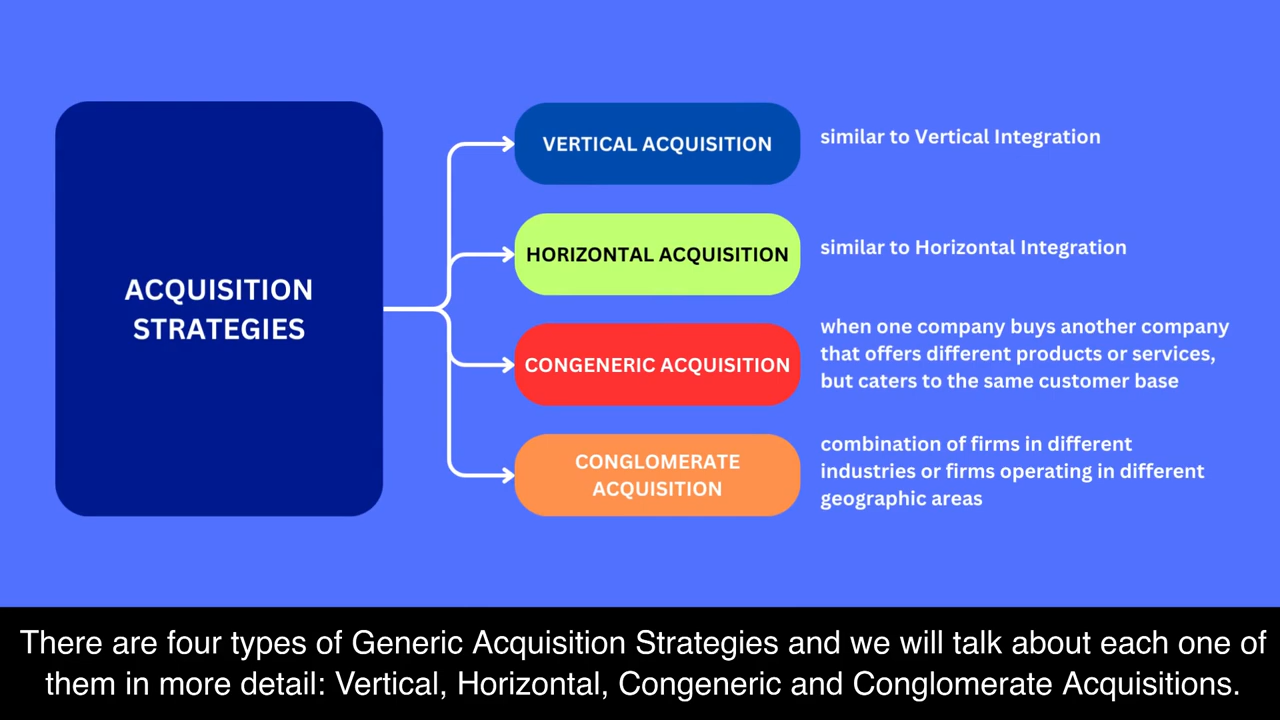 ACQUISITION
STRATEGIES
VERTICAL ACQUISITION
similar to Vertical Integration
HORIZONTAL ACQUISITION
similar to Horizontal Integration
CONGENERIC ACQUISITION
when one company buys another company
that offers different products or services,
but caters to the same customer base
CONGLOMERATE
ACQUISITION
combination of firms in different
industries or firms operating in different
geographic areas
There are four types of Generic Acquisition Strategies and we will talk about each one of
them in more detail: Vertical, Horizontal, Congeneric and Conglomerate Acquisitions.